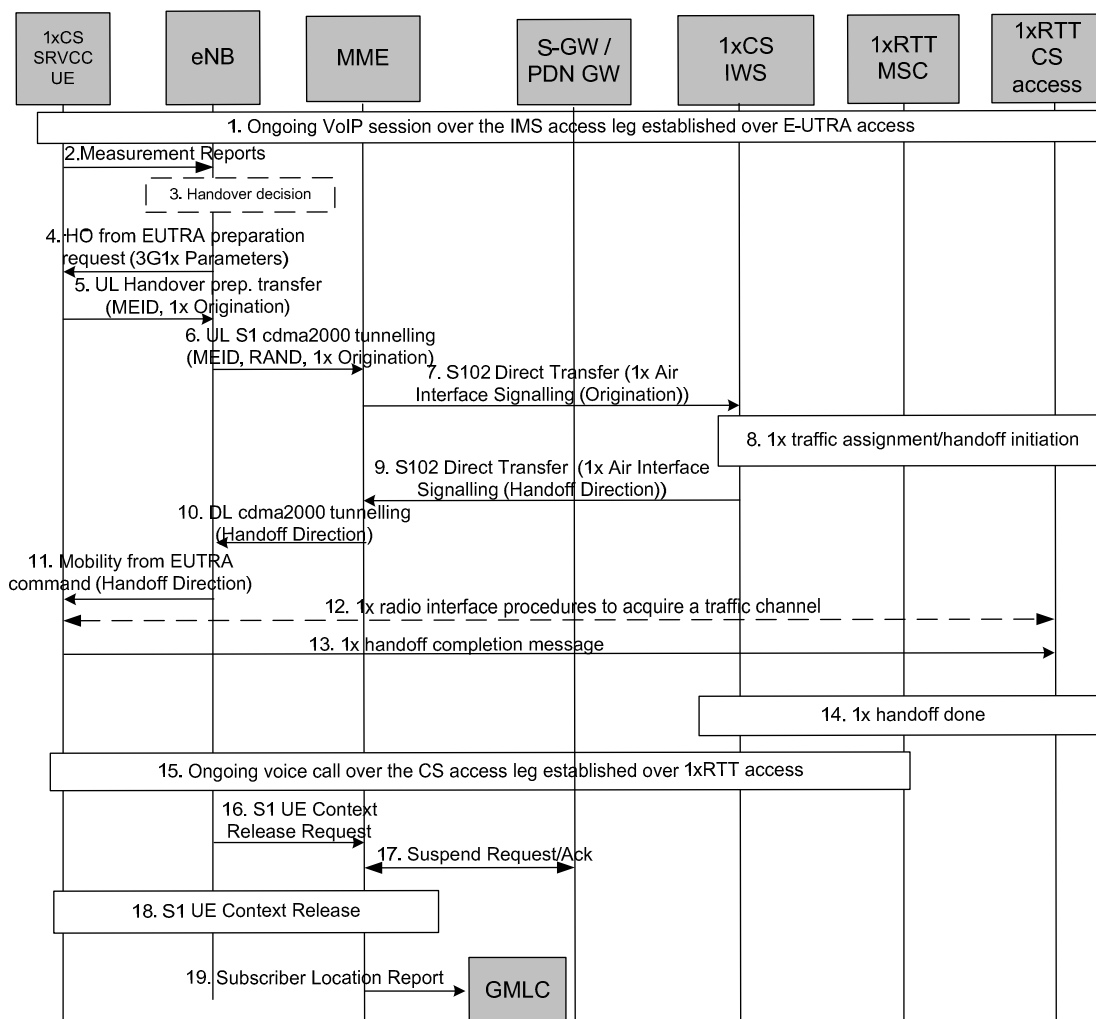 1xCS
SRVCC
UE
eNB
MME
S-GW /
PDN GW
1xCS
IWS
1xRTT
MSC
1xRTT
CS
access
1. Ongoing VoIP session over the IMS access leg established over E-UTRA access
2.Measurement Reports
3. Handover decision
4. HO from EUTRA preparation
request (3G1x Parameters)
5. UL Handover prep. transfer
(MEID, 1x Origination)
6. UL S1 cdma2000 tunnelling
(MEID, RAND, 1x Origination)
7. S102 Direct Transfer (1x Air
Interface Signalling (Origination))
8. 1x traffic assignment/handoff initiation
9. S102 Direct Transfer (1x Air Interface
Signalling (Handoff Direction))
10. DL cdma2000 tunnelling
(Handoff Direction)
11. Mobility from EUTRA
command (Handoff Direction)
12. 1x radio interface procedures to acquire a traffic channel
13. 1x handoff completion message
14. 1x handoff done
15. Ongoing voice call over the CS access leg established over 1xRTT access
16. S1 UE Context
Release Request
17. Suspend Request/Ack
18. S1 UE Context Release
19. Subscriber Location Report
GMLC